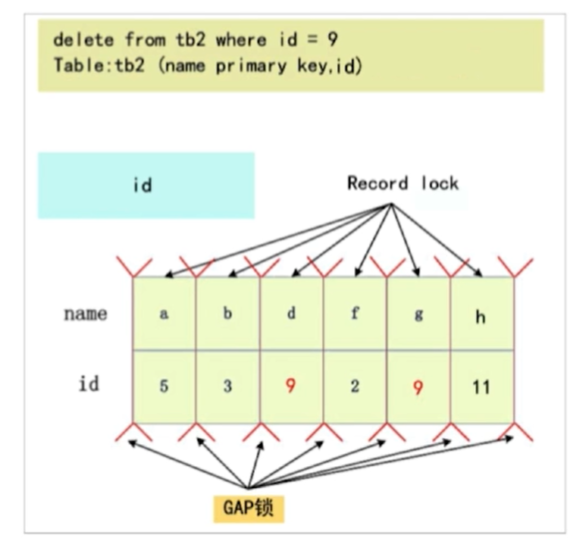 delete from tb2 where id = 9
Table:tb2 (name primary key,id)
id
Record lock
name a b d f g h
id 5 3 9 2 9 11
GAP锁